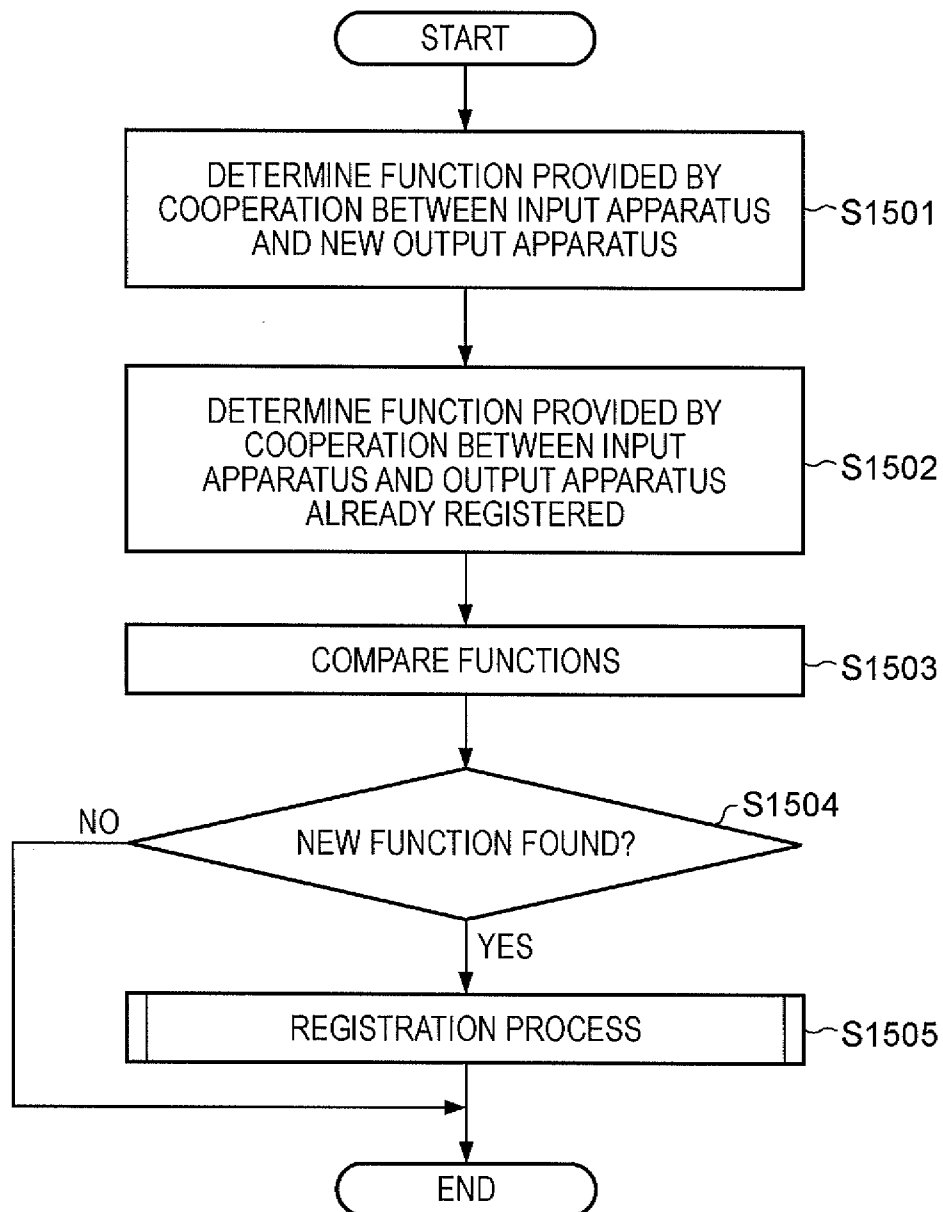 START
DETERMINE FUNCTION PROVIDED BY
COOPERATION BETWEEN INPUT APPARATUS
AND NEW OUTPUT APPARATUS
S1501
DETERMINE FUNCTION PROVIDED BY
COOPERATION BETWEEN INPUT
APPARATUS AND OUTPUT APPARATUS
ALREADY REGISTERED
S1502
COMPARE FUNCTIONS
S1503
S1504
NO
NEW FUNCTION FOUND?
YES
REGISTRATION PROCESS
S1505
END